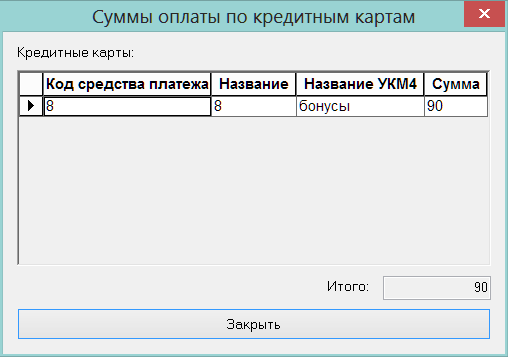 Суммы оплаты по кредитным картам
Кредитные карты:
Код средства платежа Название Название УКМ4 Сумма
8 8 бонусы 90
Итого: 90
Закрыть